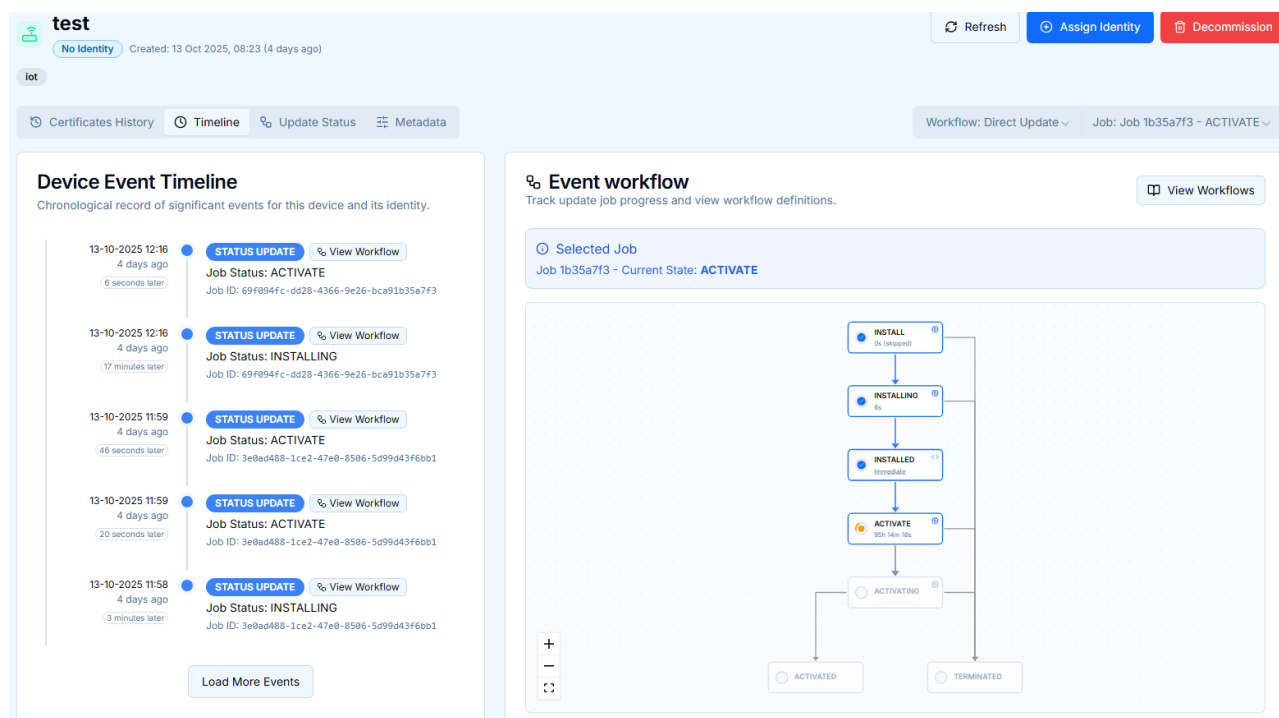 test
Refresh
Assign Identity
Decommission
No Identity
Created: 13 Oct 2025, 08:23 (4 days ago)
iot
Certificates History
Timeline
Update Status
Metadata
Workflow: Direct Update
Job: Job 1b35a7f3 - ACTIVATE
Device Event Timeline
Chronological record of significant events for this device and its identity.
13-10-2025 12:16
4 days ago
6 seconds later
STATUS UPDATE
View Workflow
Job Status: ACTIVATE
Job ID: 69f094fc-dd28-4366-9e26-bca91b35a7f3
13-10-2025 12:16
4 days ago
17 minutes later
STATUS UPDATE
View Workflow
Job Status: INSTALLING
Job ID: 69f094fc-dd28-4366-9e26-bca91b35a7f3
13-10-2025 11:59
4 days ago
46 seconds later
STATUS UPDATE
View Workflow
Job Status: ACTIVATE
Job ID: 3e0ad488-1ce2-47e0-8506-5d99d43f6bb1
13-10-2025 11:59
4 days ago
20 seconds later
STATUS UPDATE
View Workflow
Job Status: ACTIVATE
Job ID: 3e0ad488-1ce2-47e0-8506-5d99d43f6bb1
13-10-2025 11:58
4 days ago
3 minutes later
STATUS UPDATE
View Workflow
Job Status: INSTALLING
Job ID: 3e0ad488-1ce2-47e0-8506-5d99d43f6bb1
Load More Events
Event workflow
Track update job progress and view workflow definitions.
View Workflows
Selected Job
Job 1b35a7f3 - Current State: ACTIVATE
INSTALL
0s (skipped)
INSTALLING
6s
INSTALLED
Immediate
ACTIVATE
95h 14m 18s
ACTIVATING
ACTIVATED
TERMINATED